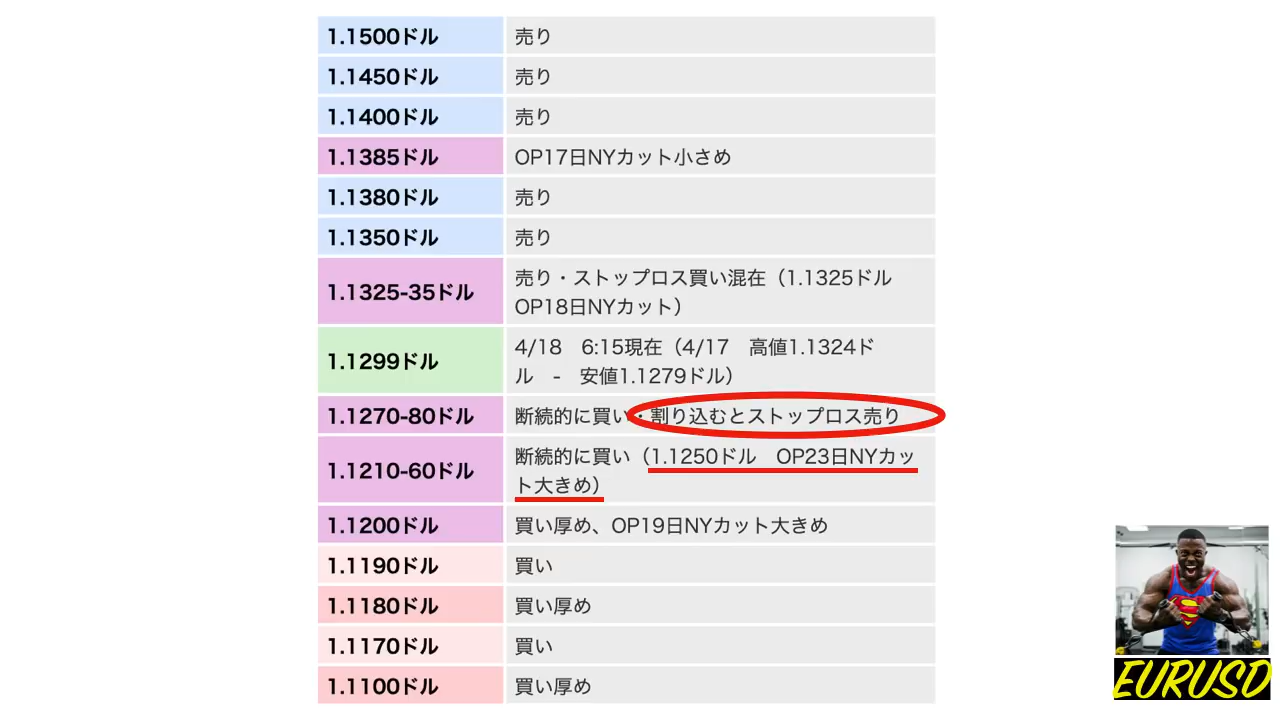 1.1500ドル 売り
1.1450ドル 売り
1.1400ドル 売り
1.1385ドル OP17日NYカット小さめ
1.1380ドル 売り
1.1350ドル 売り
1.1325-35ドル 売り・ストップロス買い混在（1.1325ドル
OP18日NYカット）
1.1299ドル 4/18　6:15現在（4/17　高値1.1324ド
ル　-　安値1.1279ドル）
1.1270-80ドル 断続的に買い・割り込むとストップロス売り
1.1210-60ドル 断続的に買い（1.1250ドル　OP23日NYカッ
ト大きめ）
1.1200ドル 買い厚め、OP19日NYカット大きめ
1.1190ドル 買い
1.1180ドル 買い厚め
1.1170ドル 買い
1.1100ドル 買い厚め
EURUSD